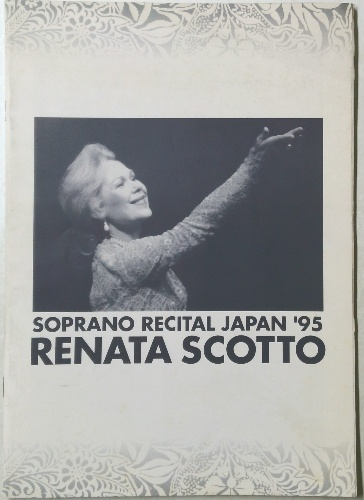 SOPRANO RECITAL JAPAN '95
RENATA SCOTTO